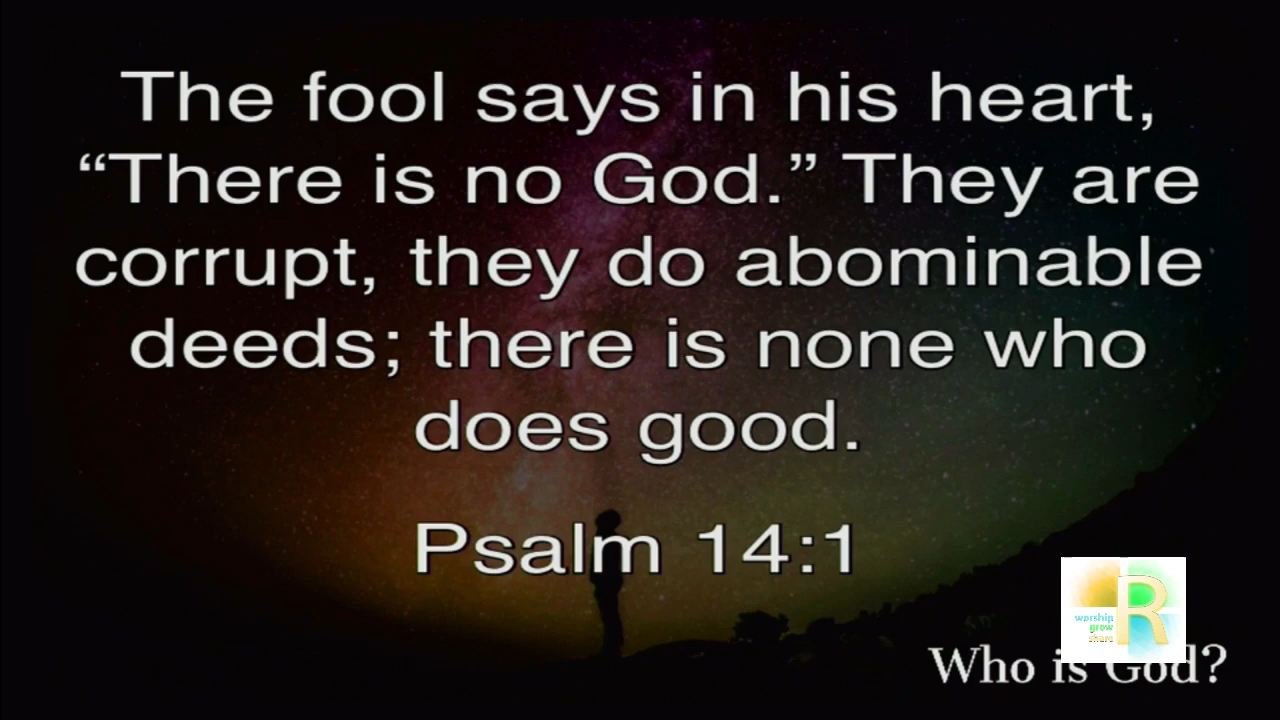 The fool says in his heart,
“There is no God.” They are
corrupt, they do abominable
deeds; there is none who
does good.
Psalm 14:1
R
worship
grow
share
Who is God?